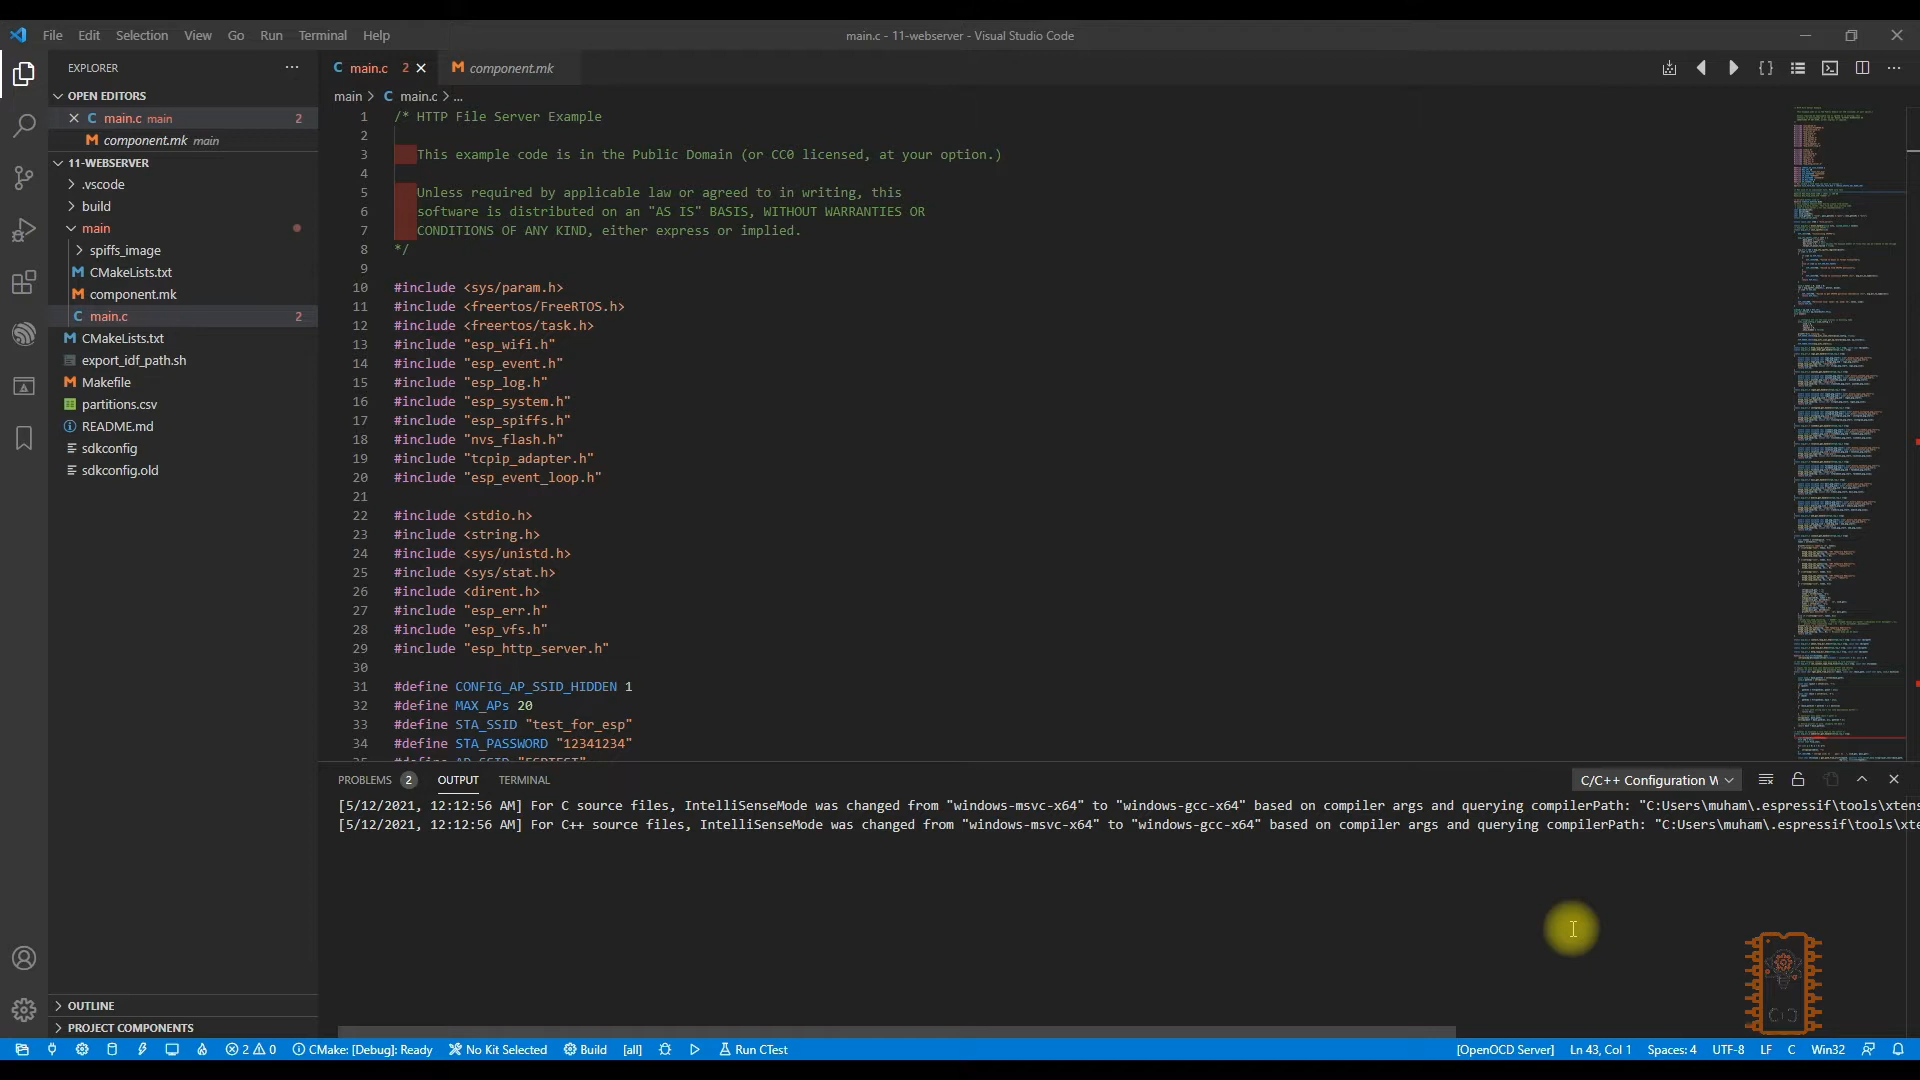 File Edit Selection View Go Run Terminal Help
main.c - 11-webserver - Visual Studio Code
EXPLORER
OPEN EDITORS
main.c main 2
component.mk main
11-WEBSERVER
.vscode
build
main
spiffs_image
CMakeLists.txt
component.mk
main.c 2
CMakeLists.txt
export_idf_path.sh
Makefile
partitions.csv
README.md
sdkconfig
sdkconfig.old
OUTLINE
PROJECT COMPONENTS
C main.c 2
component.mk
main > C main.c > ...
1 /* HTTP File Server Example
2
3 This example code is in the Public Domain (or CC0 licensed, at your option.)
4
5 Unless required by applicable law or agreed to in writing, this
6 software is distributed on an "AS IS" BASIS, WITHOUT WARRANTIES OR
7 CONDITIONS OF ANY KIND, either express or implied.
8 */
9
10 #include <sys/param.h>
11 #include <freertos/FreeRTOS.h>
12 #include <freertos/task.h>
13 #include "esp_wifi.h"
14 #include "esp_event.h"
15 #include "esp_log.h"
16 #include "esp_system.h"
17 #include "esp_spiffs.h"
18 #include "nvs_flash.h"
19 #include "tcpip_adapter.h"
20 #include "esp_event_loop.h"
21
22 #include <stdio.h>
23 #include <string.h>
24 #include <sys/unistd.h>
25 #include <sys/stat.h>
26 #include <dirent.h>
27 #include "esp_err.h"
28 #include "esp_vfs.h"
29 #include "esp_http_server.h"
30
31 #define CONFIG_AP_SSID_HIDDEN 1
32 #define MAX_APs 20
33 #define STA_SSID "test_for_esp"
34 #define STA_PASSWORD "12341234"
PROBLEMS 2 OUTPUT TERMINAL
C/C++ Configuration W
[5/12/2021, 12:12:56 AM] For C source files, IntelliSenseMode was changed from "windows-msvc-x64" to "windows-gcc-x64" based on compiler args and querying compilerPath: "C:\Users\muham\.espressif\tools\xtens
[5/12/2021, 12:12:56 AM] For C++ source files, IntelliSenseMode was changed from "windows-msvc-x64" to "windows-gcc-x64" based on compiler args and querying compilerPath: "C:\Users\muham\.espressif\tools\xte
2 0 CMake: [Debug]: Ready No Kit Selected Build [all] Run CTest
[OpenOCD Server] Ln 43, Col 1 Spaces: 4 UTF-8 LF C Win32